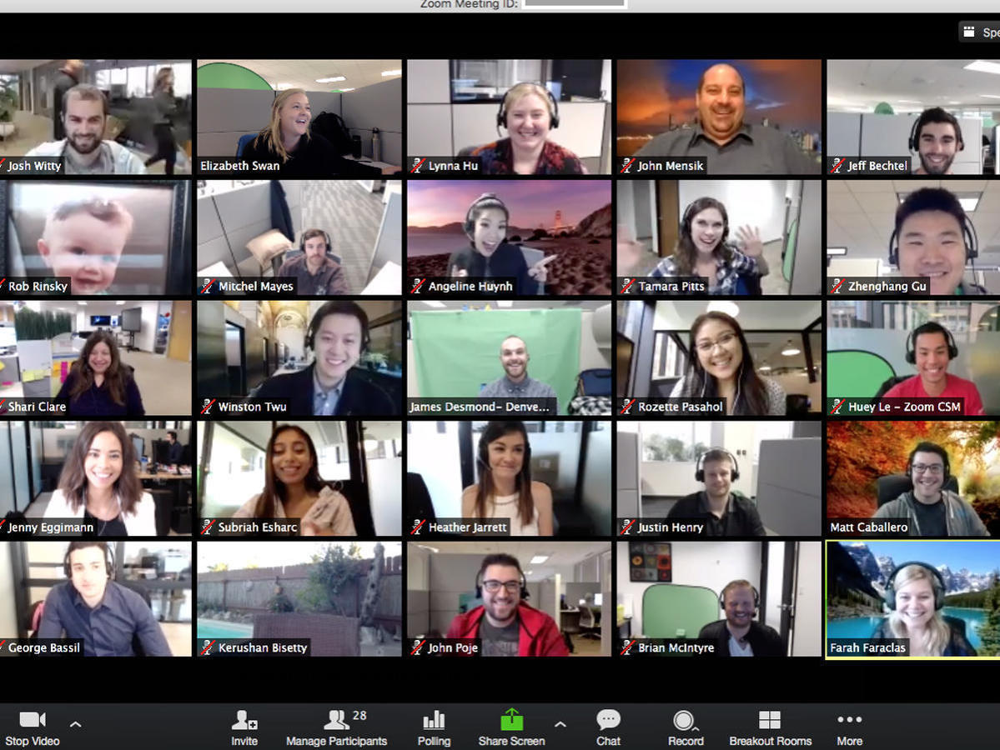 Zoom Meeting ID:
Spe
Josh Witty
Elizabeth Swan
Lynna Hu
John Mensik
Jeff Bechtel
Rob Rinsky
Mitchel Mayes
Angeline Huynh
Tamara Pitts
Zhenghang Gu
Shari Clare
Winston Twu
James Desmond- Denve...
Rozette Pasahol
Huey Le - Zoom CSM
Jenny Eggimann
Subriah Esharc
Heather Jarrett
Justin Henry
Matt Caballero
George Bassil
Kerushan Bisetty
John Poje
Brian McIntyre
Farah Faraclas
28
Stop Video
Invite
Manage Participants
Polling
Share Screen
Chat
Record
Breakout Rooms
More